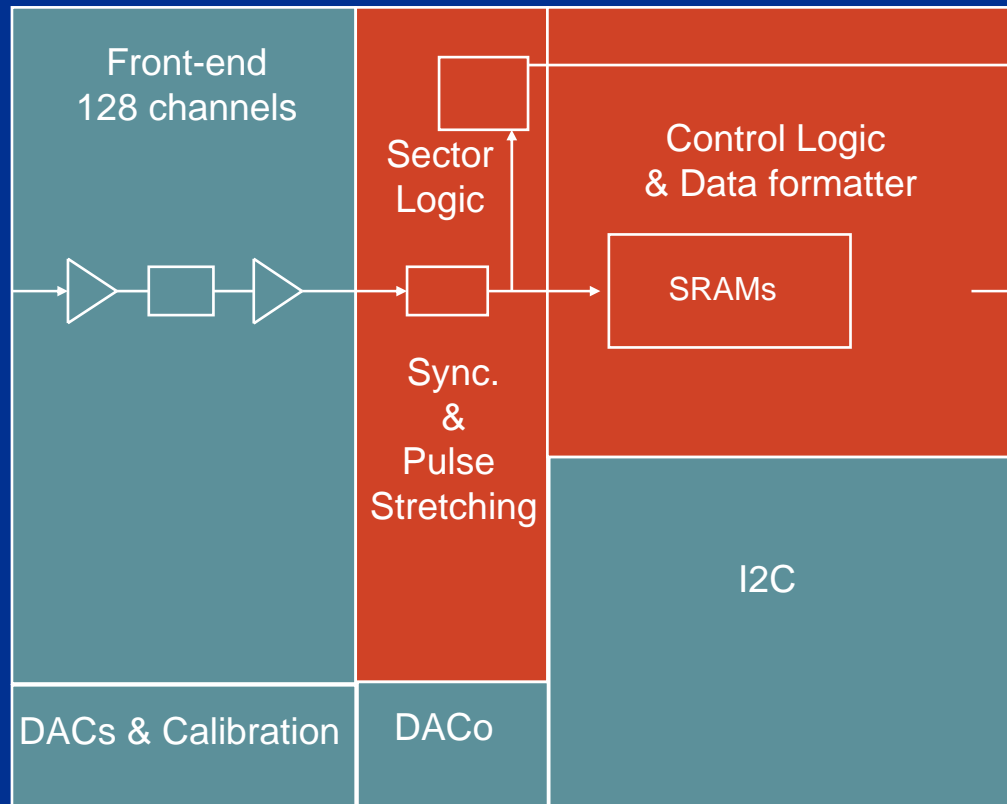 Front-end
128 channels
Sector
Logic
Control Logic
& Data formatter
SRAMs
Sync.
&
Pulse
Stretching
I2C
DACs & Calibration
DACo